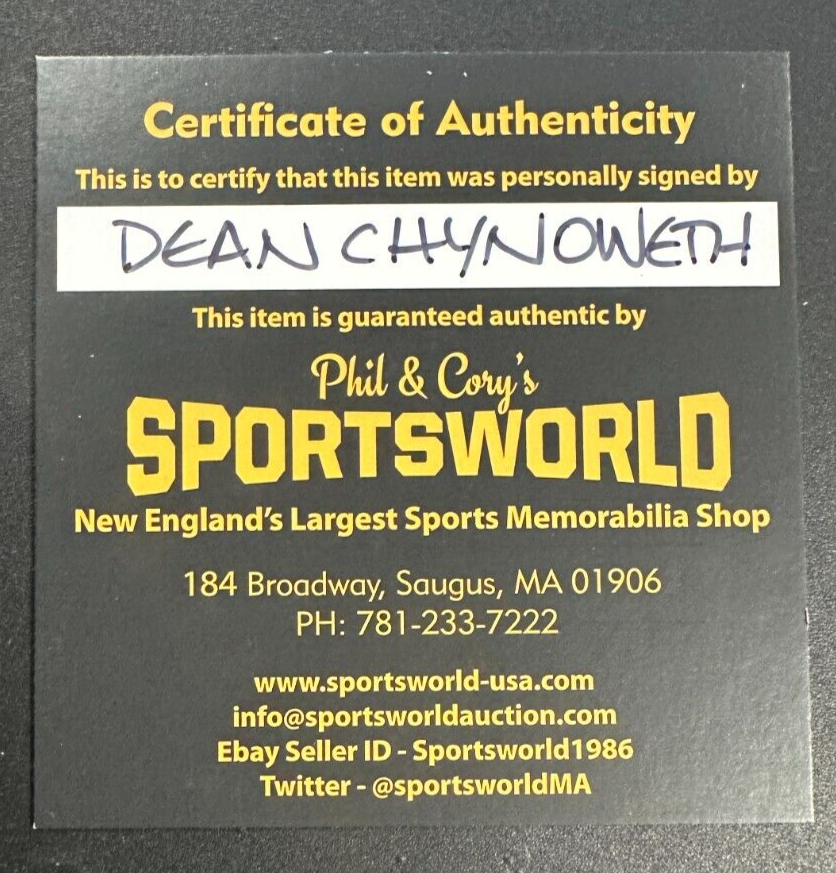 Certificate of Authenticity
This is to certify that this item was personally signed by
DEAN CHYNOWETH
This item is guaranteed authentic by
Phil & Cory's
SPORTSWORLD
New England's Largest Sports Memorabilia Shop
184 Broadway, Saugus, MA 01906
PH: 781-233-7222
www.sportsworld-usa.com
info@sportsworldauction.com
Ebay Seller ID - Sportsworld1986
Twitter - @sportsworldMA